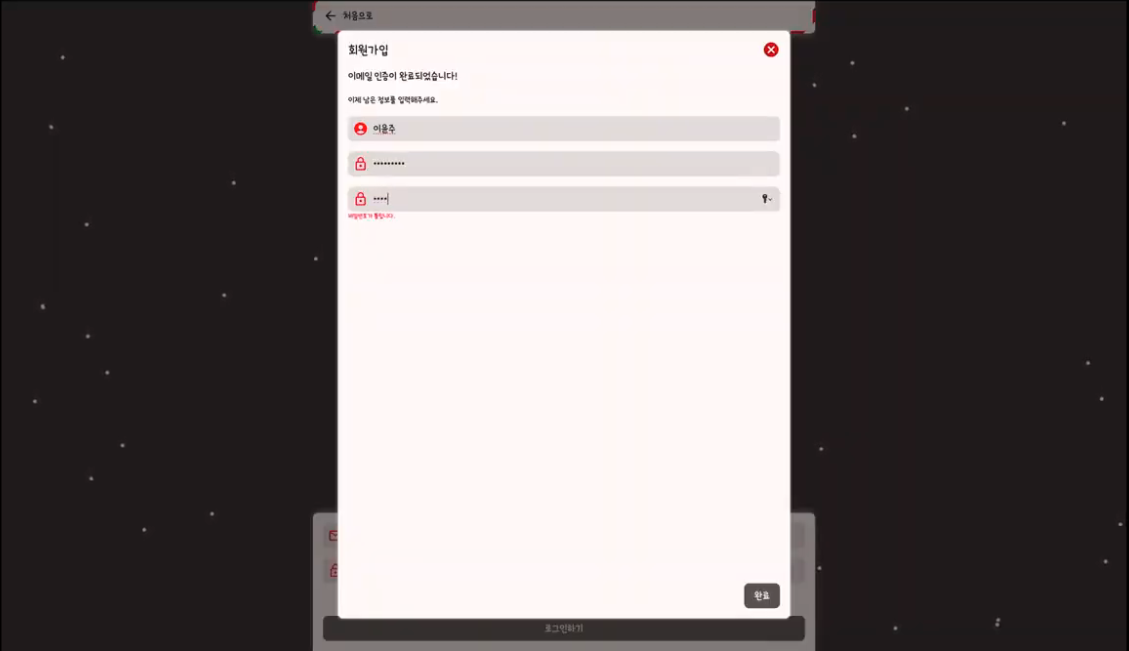 처음으로
회원가입
이메일 인증이 완료되었습니다!
이제 남은 정보를 입력해주세요.
이윤주
•••••••••
••••
비밀번호가 틀립니다.
완료
로그인하기